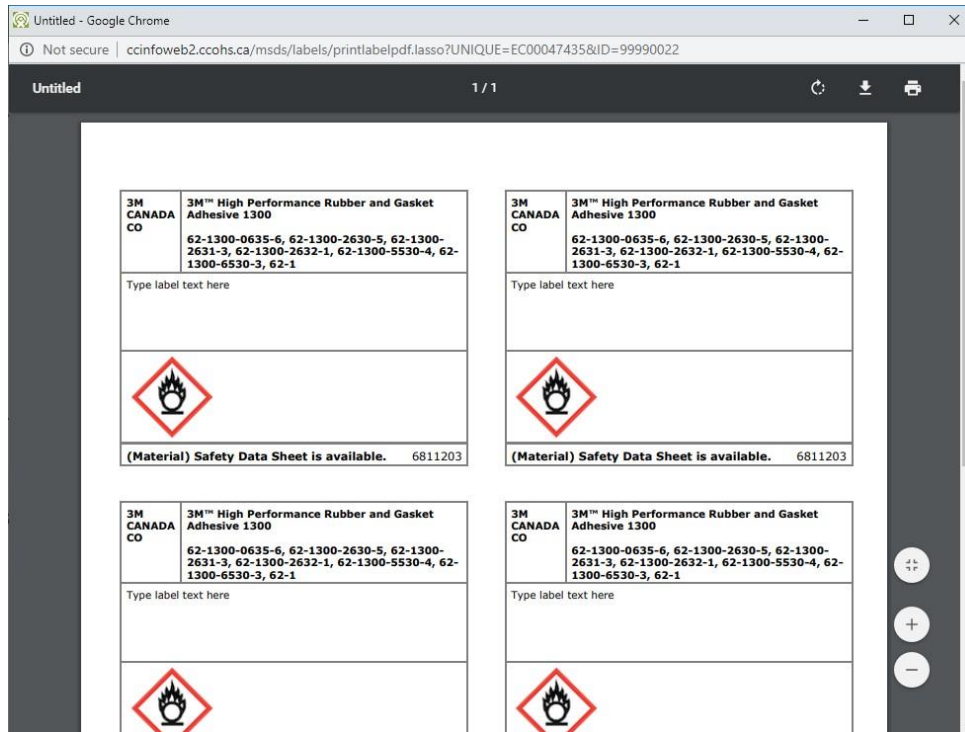 Untitled - Google Chrome
Not secure | ccinfoweb2.ccohs.ca/msds/labels/printlabelpdf.lasso?UNIQUE=EC00047435&ID=99990022
Untitled
1 / 1
3M CANADA CO
3M™ High Performance Rubber and Gasket
Adhesive 1300
62-1300-0635-6, 62-1300-2630-5, 62-1300-
2631-3, 62-1300-2632-1, 62-1300-5530-4, 62-
1300-6530-3, 62-1
Type label text here
(Material) Safety Data Sheet is available. 6811203
3M CANADA CO
3M™ High Performance Rubber and Gasket
Adhesive 1300
62-1300-0635-6, 62-1300-2630-5, 62-1300-
2631-3, 62-1300-2632-1, 62-1300-5530-4, 62-
1300-6530-3, 62-1
Type label text here
(Material) Safety Data Sheet is available. 6811203
3M CANADA CO
3M™ High Performance Rubber and Gasket
Adhesive 1300
62-1300-0635-6, 62-1300-2630-5, 62-1300-
2631-3, 62-1300-2632-1, 62-1300-5530-4, 62-
1300-6530-3, 62-1
Type label text here
3M CANADA CO
3M™ High Performance Rubber and Gasket
Adhesive 1300
62-1300-0635-6, 62-1300-2630-5, 62-1300-
2631-3, 62-1300-2632-1, 62-1300-5530-4, 62-
1300-6530-3, 62-1
Type label text here